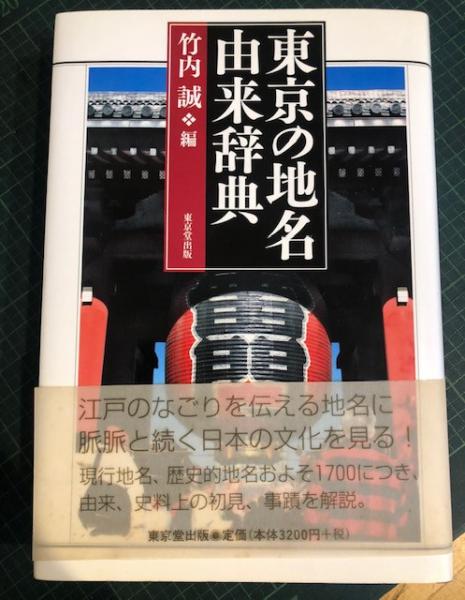 東京の地名
由来辞典
竹内 誠❖編
東京堂出版
江戸のなごりを伝える地名に
脈脈と続く日本の文化を見る!
現行地名、歴史的地名およそ1700につき、
由来、史料上の初見、事蹟を解説。
東京堂出版●定価(本体3200円+税)